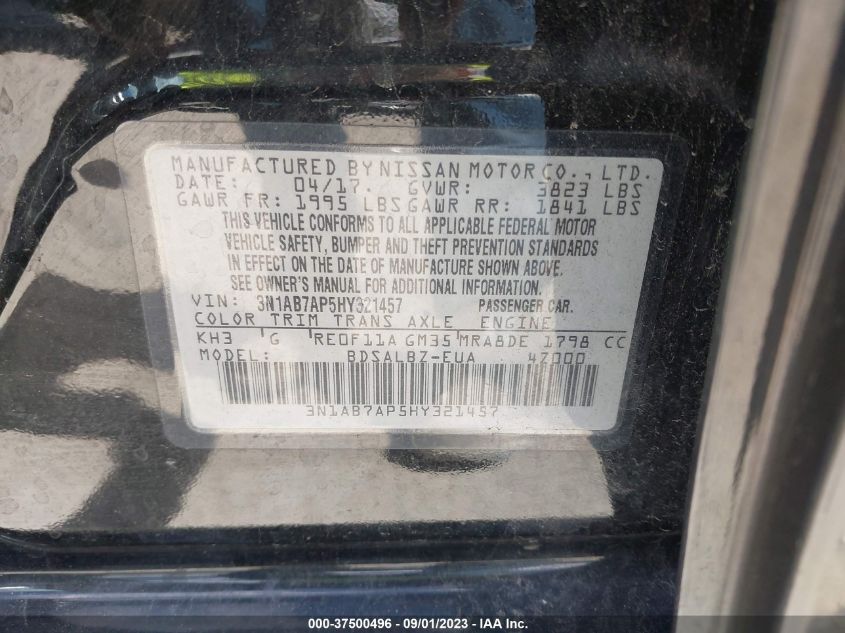 MANUFACTURED BY NISSAN MOTOR CO., LTD.
DATE: 04/17. GVWR: 3823 LBS
GAWR FR: 1995 LBS GAWR RR: 1841 LBS
THIS VEHICLE CONFORMS TO ALL APPLICABLE FEDERAL MOTOR
VEHICLE SAFETY, BUMPER AND THEFT PREVENTION STANDARDS
IN EFFECT ON THE DATE OF MANUFACTURE SHOWN ABOVE.
SEE OWNER'S MANUAL FOR ADDITIONAL INFORMATION.
VIN: 3N1AB7AP5HY321457 PASSENGER CAR.
COLOR TRIM TRANS AXLE ENGINE
KH3 G RE0F11A GM35 MRA8DE 1798 CC
MODEL: BDSALBZ-EUA 4Z000
3N1AB7AP5HY321457
000-37500496 - 09/01/2023 - IAAI.COM